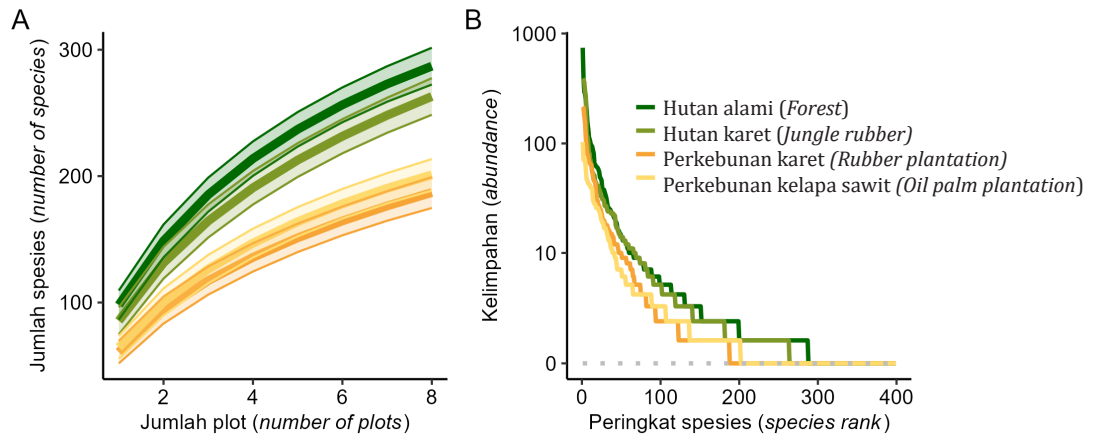 A
Jumlah spesies (number of species)
300
200
100
2
4
6
8
Jumlah plot (number of plots)
B
Kelimpahan (abundance)
1000
100
10
0
Hutan alami (Forest)
Hutan karet (Jungle rubber)
Perkebunan karet (Rubber plantation)
Perkebunan kelapa sawit (Oil palm plantation)
0
100
200
300
400
Peringkat spesies (species rank)